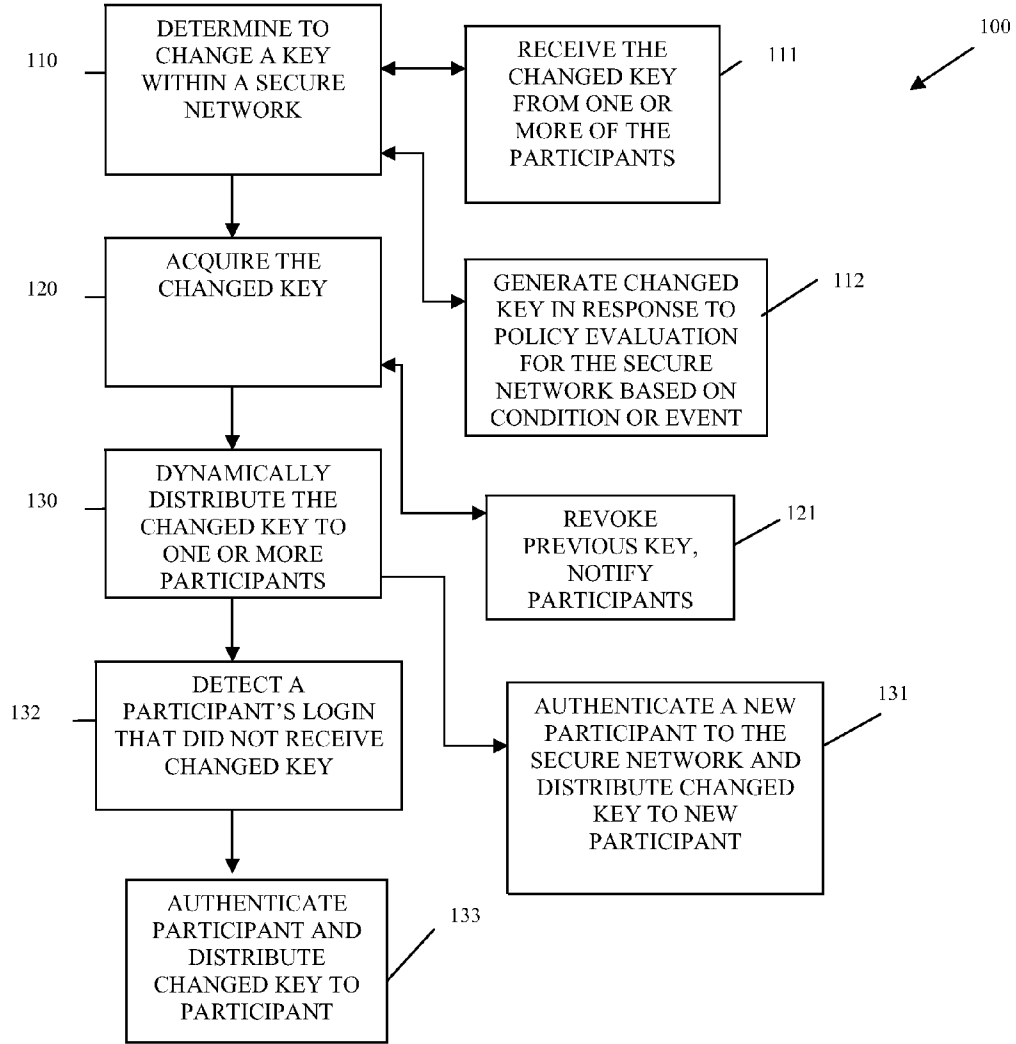 100
110
DETERMINE TO
CHANGE A KEY
WITHIN A SECURE
NETWORK
111
RECEIVE THE
CHANGED KEY
FROM ONE OR
MORE OF THE
PARTICIPANTS
120
ACQUIRE THE
CHANGED KEY
112
GENERATE CHANGED
KEY IN RESPONSE TO
POLICY EVALUATION
FOR THE SECURE
NETWORK BASED ON
CONDITION OR EVENT
130
DYNAMICALLY
DISTRIBUTE THE
CHANGED KEY TO
ONE OR MORE
PARTICIPANTS
121
REVOKE
PREVIOUS KEY,
NOTIFY
PARTICIPANTS
132
DETECT A
PARTICIPANT'S LOGIN
THAT DID NOT RECEIVE
CHANGED KEY
131
AUTHENTICATE A NEW
PARTICIPANT TO THE
SECURE NETWORK AND
DISTRIBUTE CHANGED
KEY TO NEW
PARTICIPANT
AUTHENTICATE
PARTICIPANT AND
DISTRIBUTE
CHANGED KEY TO
PARTICIPANT
133